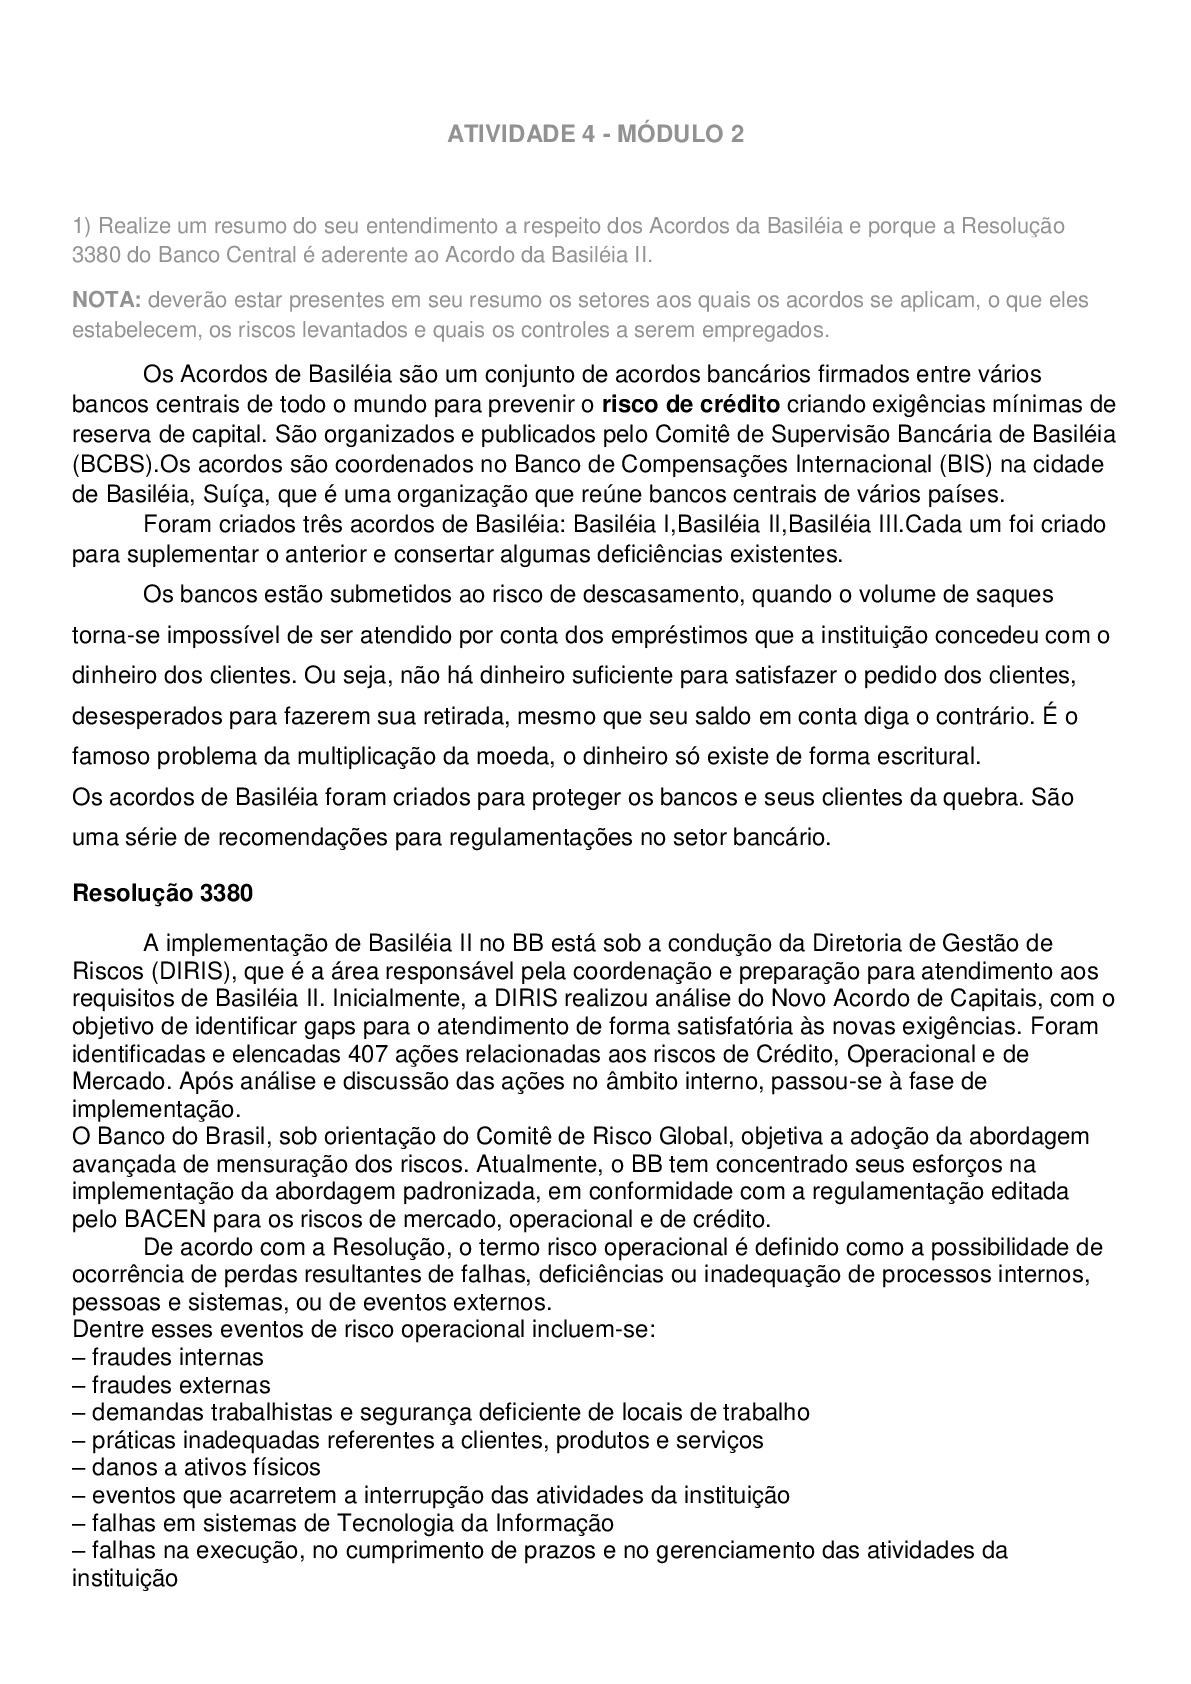 ATIVIDADE 4 - MÓDULO 2
1) Realize um resumo do seu entendimento a respeito dos Acordos da Basiléia e porque a Resolução
3380 do Banco Central é aderente ao Acordo da Basiléia II.
NOTA: deverão estar presentes em seu resumo os setores aos quais os acordos se aplicam, o que eles
estabelecem, os riscos levantados e quais os controles a serem empregados.
Os Acordos de Basiléia são um conjunto de acordos bancários firmados entre vários
bancos centrais de todo o mundo para prevenir o risco de crédito criando exigências mínimas de
reserva de capital. São organizados e publicados pelo Comitê de Supervisão Bancária de Basiléia
(BCBS).Os acordos são coordenados no Banco de Compensações Internacional (BIS) na cidade
de Basiléia, Suíça, que é uma organização que reúne bancos centrais de vários países.
Foram criados três acordos de Basiléia: Basiléia I,Basiléia II,Basiléia III.Cada um foi criado
para suplementar o anterior e consertar algumas deficiências existentes.
Os bancos estão submetidos ao risco de descasamento, quando o volume de saques
torna-se impossível de ser atendido por conta dos empréstimos que a instituição concedeu com o
dinheiro dos clientes. Ou seja, não há dinheiro suficiente para satisfazer o pedido dos clientes,
desesperados para fazerem sua retirada, mesmo que seu saldo em conta diga o contrário. É o
famoso problema da multiplicação da moeda, o dinheiro só existe de forma escritural.
Os acordos de Basiléia foram criados para proteger os bancos e seus clientes da quebra. São
uma série de recomendações para regulamentações no setor bancário.
Resolução 3380
A implementação de Basiléia II no BB está sob a condução da Diretoria de Gestão de
Riscos (DIRIS), que é a área responsável pela coordenação e preparação para atendimento aos
requisitos de Basiléia II. Inicialmente, a DIRIS realizou análise do Novo Acordo de Capitais, com o
objetivo de identificar gaps para o atendimento de forma satisfatória às novas exigências. Foram
identificadas e elencadas 407 ações relacionadas aos riscos de Crédito, Operacional e de
Mercado. Após análise e discussão das ações no âmbito interno, passou-se à fase de
implementação.
O Banco do Brasil, sob orientação do Comitê de Risco Global, objetiva a adoção da abordagem
avançada de mensuração dos riscos. Atualmente, o BB tem concentrado seus esforços na
implementação da abordagem padronizada, em conformidade com a regulamentação editada
pelo BACEN para os riscos de mercado, operacional e de crédito.
De acordo com a Resolução, o termo risco operacional é definido como a possibilidade de
ocorrência de perdas resultantes de falhas, deficiências ou inadequação de processos internos,
pessoas e sistemas, ou de eventos externos.
Dentre esses eventos de risco operacional incluem-se:
– fraudes internas
– fraudes externas
– demandas trabalhistas e segurança deficiente de locais de trabalho
– práticas inadequadas referentes a clientes, produtos e serviços
– danos a ativos físicos
– eventos que acarretem a interrupção das atividades da instituição
– falhas em sistemas de Tecnologia da Informação
– falhas na execução, no cumprimento de prazos e no gerenciamento das atividades da
instituição